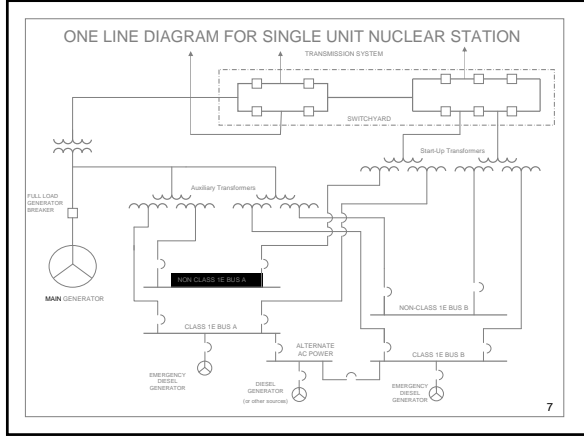 ONE LINE DIAGRAM FOR SINGLE UNIT NUCLEAR STATION
TRANSMISSION SYSTEM
SWITCHYARD
Start-Up Transformers
Auxiliary Transformers
FULL LOAD
GENERATOR
BREAKER
MAIN GENERATOR
NON CLASS 1E BUS A
NON-CLASS 1E BUS B
CLASS 1E BUS A
ALTERNATE
AC POWER
CLASS 1E BUS B
EMERGENCY
DIESEL
GENERATOR
DIESEL
GENERATOR
(or other sources)
EMERGENCY
DIESEL
GENERATOR
7